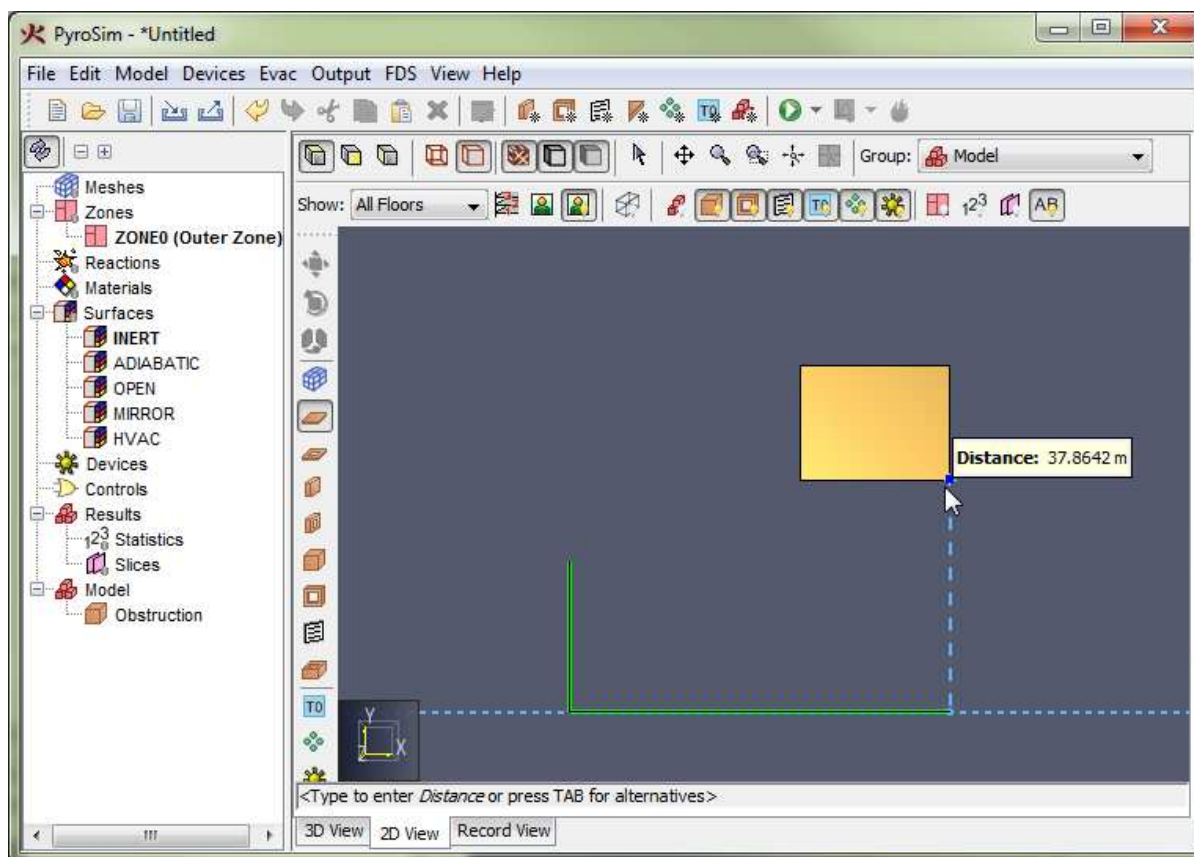 PyroSim - *Untitled
File Edit Model Devices Evac Output FDS View Help
Group: Model
Show: All Floors
Meshes
Zones
ZONE0 (Outer Zone)
Reactions
Materials
Surfaces
INERT
ADIABATIC
OPEN
MIRROR
HVAC
Devices
Controls
Results
Statistics
Slices
Model
Obstruction
Distance: 37.8642 m
Y
X
Z
<Type to enter Distance or press TAB for alternatives>
3D View 2D View Record View